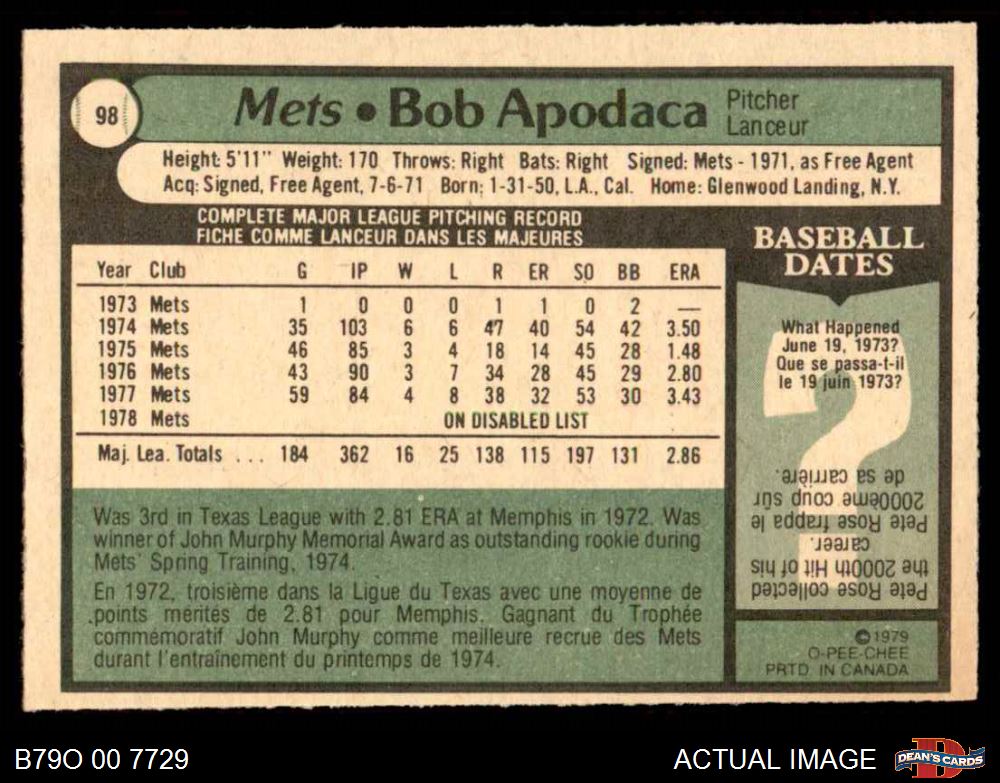 98
Mets • Bob Apodaca
Pitcher
Lanceur
Height: 5'11" Weight: 170 Throws: Right Bats: Right Signed: Mets - 1971, as Free Agent
Acq: Signed, Free Agent, 7-6-71 Born: 1-31-50, L.A., Cal. Home: Glenwood Landing, N.Y.
COMPLETE MAJOR LEAGUE PITCHING RECORD
FICHE COMME LANCEUR DANS LES MAJEURES
Year Club G IP W L R ER SO BB ERA
1973 Mets 1 0 0 0 1 1 0 2 —
1974 Mets 35 103 6 6 47 40 54 42 3.50
1975 Mets 46 85 3 4 18 14 45 28 1.48
1976 Mets 43 90 3 7 34 28 45 29 2.80
1977 Mets 59 84 4 8 38 32 53 30 3.43
1978 Mets ON DISABLED LIST
Maj. Lea. Totals ... 184 362 16 25 138 115 197 131 2.86
Was 3rd in Texas League with 2.81 ERA at Memphis in 1972. Was
winner of John Murphy Memorial Award as outstanding rookie during
Mets' Spring Training, 1974.
En 1972, troisième dans la Ligue du Texas avec une moyenne de
points mérités de 2.81 pour Memphis. Gagnant du Trophée
commémoratif John Murphy comme meilleure recrue des Mets
durant l'entraînement du printemps de 1974.
BASEBALL
DATES
What Happened
June 19, 1973?
Que se passa-t-il
le 19 juin 1973?
Pete Rose collected
the 2000th Hit of his
career.
Pete Rose frappa le
2000ème coup sûr
de sa carrière.
©1979
O-PEE-CHEE
PRTD. IN CANADA
B79O 00 7729
ACTUAL IMAGE
D
DEAN'S CARDS